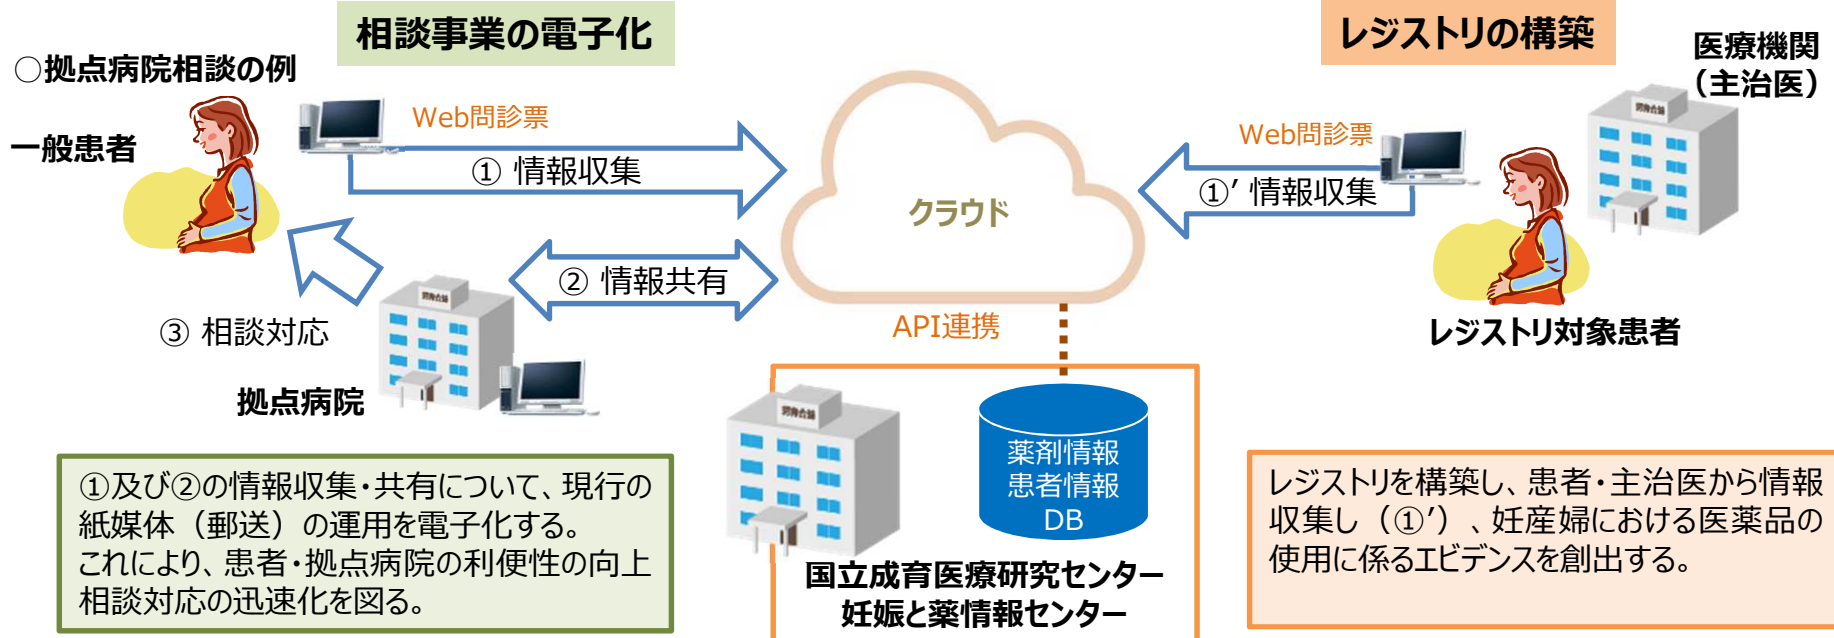 相談事業の電子化
レジストリの構築
○拠点病院相談の例
一般患者
Web問診票
① 情報収集
クラウド
② 情報共有
③ 相談対応
拠点病院
API連携
Web問診票
①’ 情報収集
医療機関
（主治医）
レジストリ対象患者
薬剤情報
患者情報
DB
国立成育医療研究センター
妊娠と薬情報センター
①及び②の情報収集・共有について、現行の
紙媒体（郵送）の運用を電子化する。
これにより、患者・拠点病院の利便性の向上
相談対応の迅速化を図る。
レジストリを構築し、患者・主治医から情報
収集し（①’）、妊産婦における医薬品の
使用に係るエビデンスを創出する。